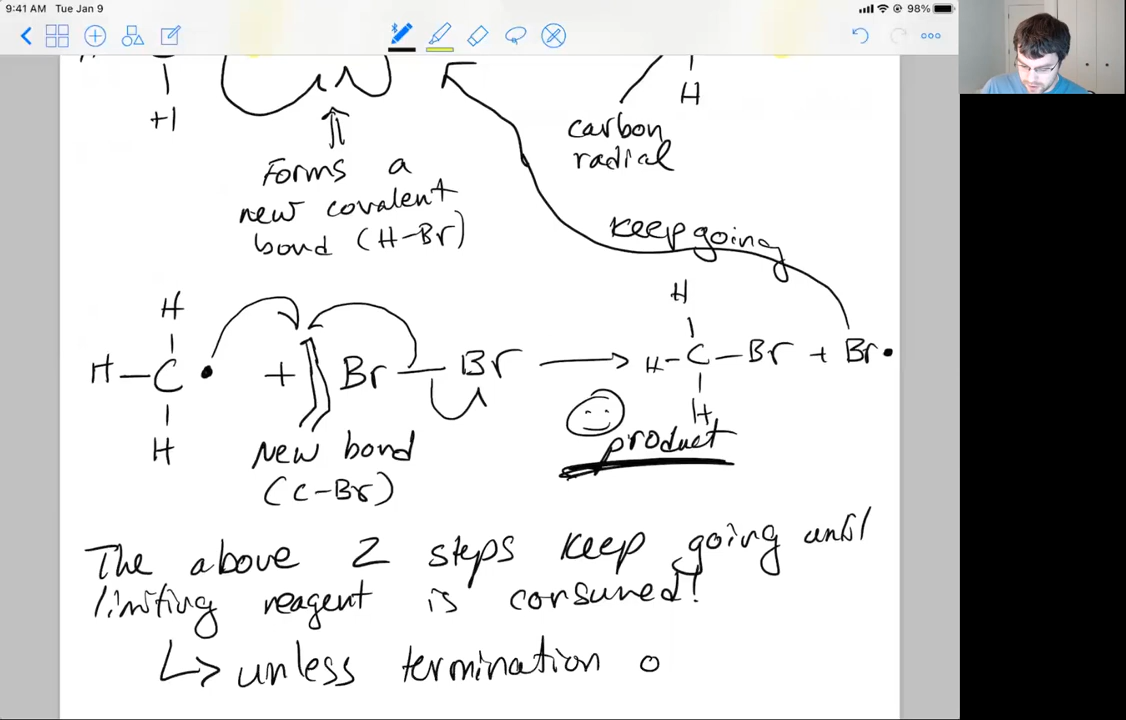 9:41 AM Tue Jan 9
98%
H
+1
H
carbon
radial
Forms a
new covalent
bond (H-Br)
keep going
H
H
H-C• + Br-Br → H-C-Br + Br•
H
H
product
New bond
(C-Br)
The above 2 steps keep going until
limiting reagent is consumed!
↳ unless termination o